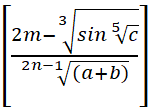 [(2m-∛(sin ⁵√c))/(²ⁿ⁻¹√((a+b)))]